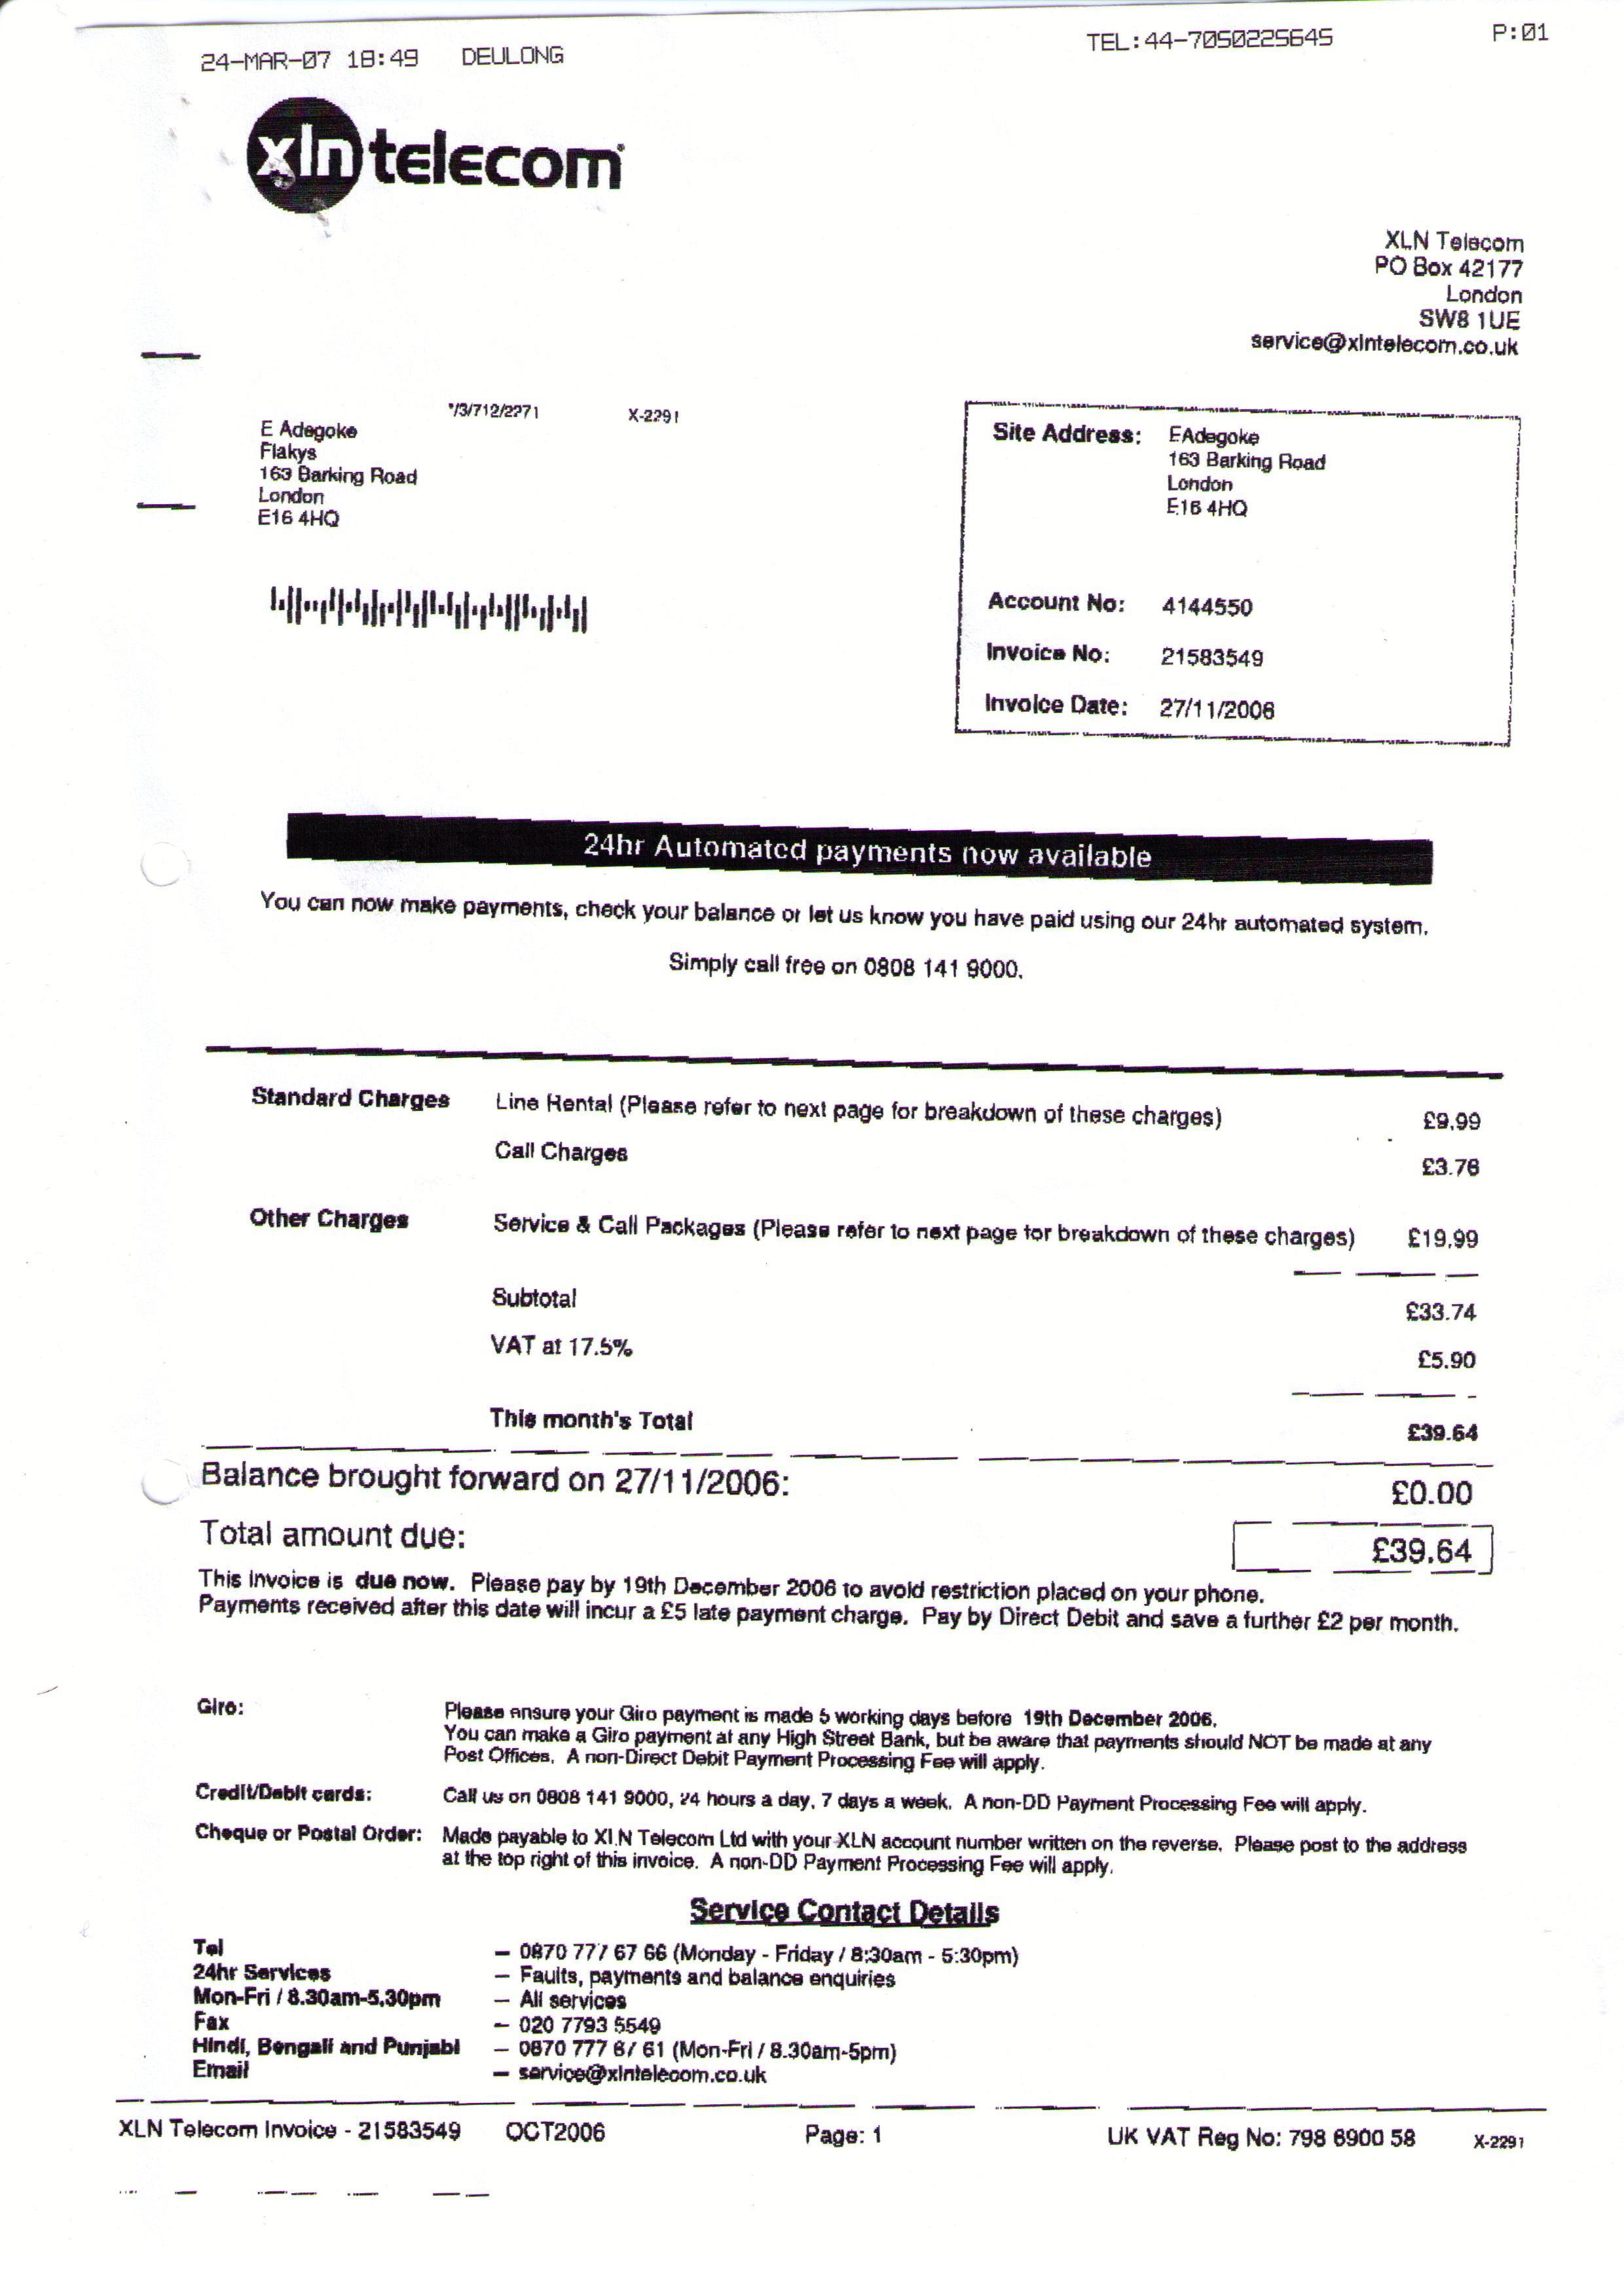 24-MAR-07 18:49 DEULONG TEL:44-7050225645 P:01
xln telecom
XLN Telecom
PO Box 42177
London
SW8 1UE
service@xlntelecom.co.uk
*/3/712/2271 X-2291
E Adegoke
Flakys
163 Barking Road
London
E16 4HQ
Site Address: EAdegoke
163 Barking Road
London
E16 4HQ
Account No: 4144550
Invoice No: 21583549
Invoice Date: 27/11/2006
24hr Automated payments now available
You can now make payments, check your balance or let us know you have paid using our 24hr automated system.
Simply call free on 0808 141 9000.
Standard Charges Line Rental (Please refer to next page for breakdown of these charges) £9.99
Call Charges £3.76
Other Charges Service & Call Packages (Please refer to next page for breakdown of these charges) £19.99
Subtotal £33.74
VAT at 17.5% £5.90
This month's Total £39.64
Balance brought forward on 27/11/2006: £0.00
Total amount due: £39.64
This invoice is due now. Please pay by 19th December 2006 to avoid restriction placed on your phone.
Payments received after this date will incur a £5 late payment charge. Pay by Direct Debit and save a further £2 per month.
Giro: Please ensure your Giro payment is made 5 working days before 19th December 2006.
You can make a Giro payment at any High Street Bank, but be aware that payments should NOT be made at any
Post Offices. A non-Direct Debit Payment Processing Fee will apply.
Credit/Debit cards: Call us on 0808 141 9000, 24 hours a day, 7 days a week. A non-DD Payment Processing Fee will apply.
Cheque or Postal Order: Made payable to XLN Telecom Ltd with your XLN account number written on the reverse. Please post to the address
at the top right of this invoice. A non-DD Payment Processing Fee will apply.
Service Contact Details
Tel – 0870 777 67 66 (Monday - Friday / 8:30am - 5:30pm)
24hr Services – Faults, payments and balance enquiries
Mon-Fri / 8.30am-5.30pm – All services
Fax – 020 7793 5549
Hindi, Bengali and Punjabi – 0870 777 67 61 (Mon-Fri / 8.30am-5pm)
Email – service@xlntelecom.co.uk
XLN Telecom Invoice - 21583549 OCT2006 Page: 1 UK VAT Reg No: 798 6900 58 X-2291